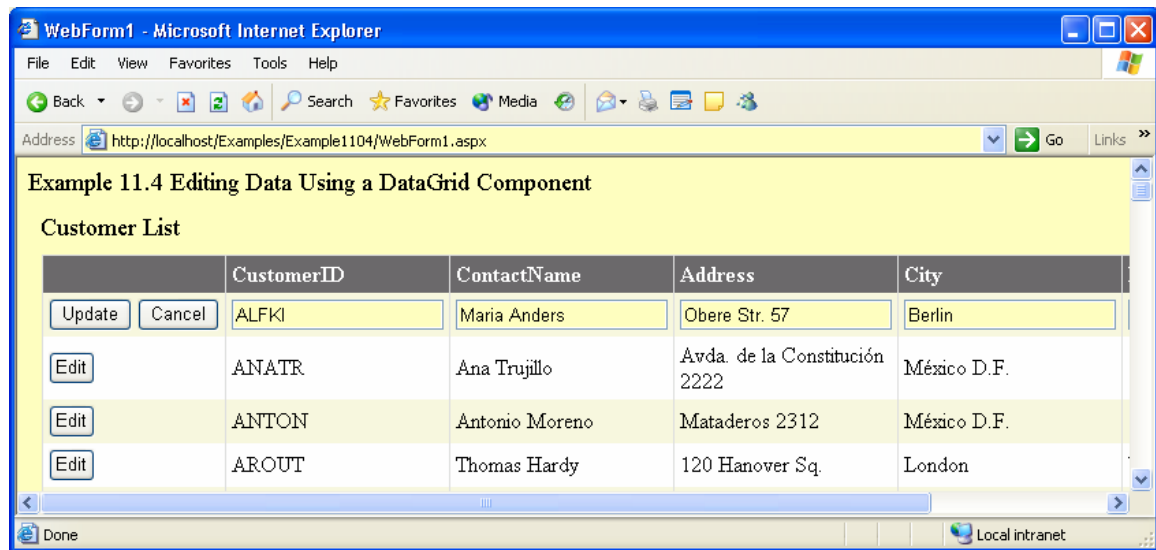 WebForm1 - Microsoft Internet Explorer
File Edit View Favorites Tools Help
Back Search Favorites Media
Address http://localhost/Examples/Example1104/WebForm1.aspx Go Links »
Example 11.4 Editing Data Using a DataGrid Component
Customer List
CustomerID ContactName Address City
Update Cancel ALFKI Maria Anders Obere Str. 57 Berlin
Edit ANATR Ana Trujillo Avda. de la Constitución 2222 México D.F.
Edit ANTON Antonio Moreno Mataderos 2312 México D.F.
Edit AROUT Thomas Hardy 120 Hanover Sq. London
Done Local intranet